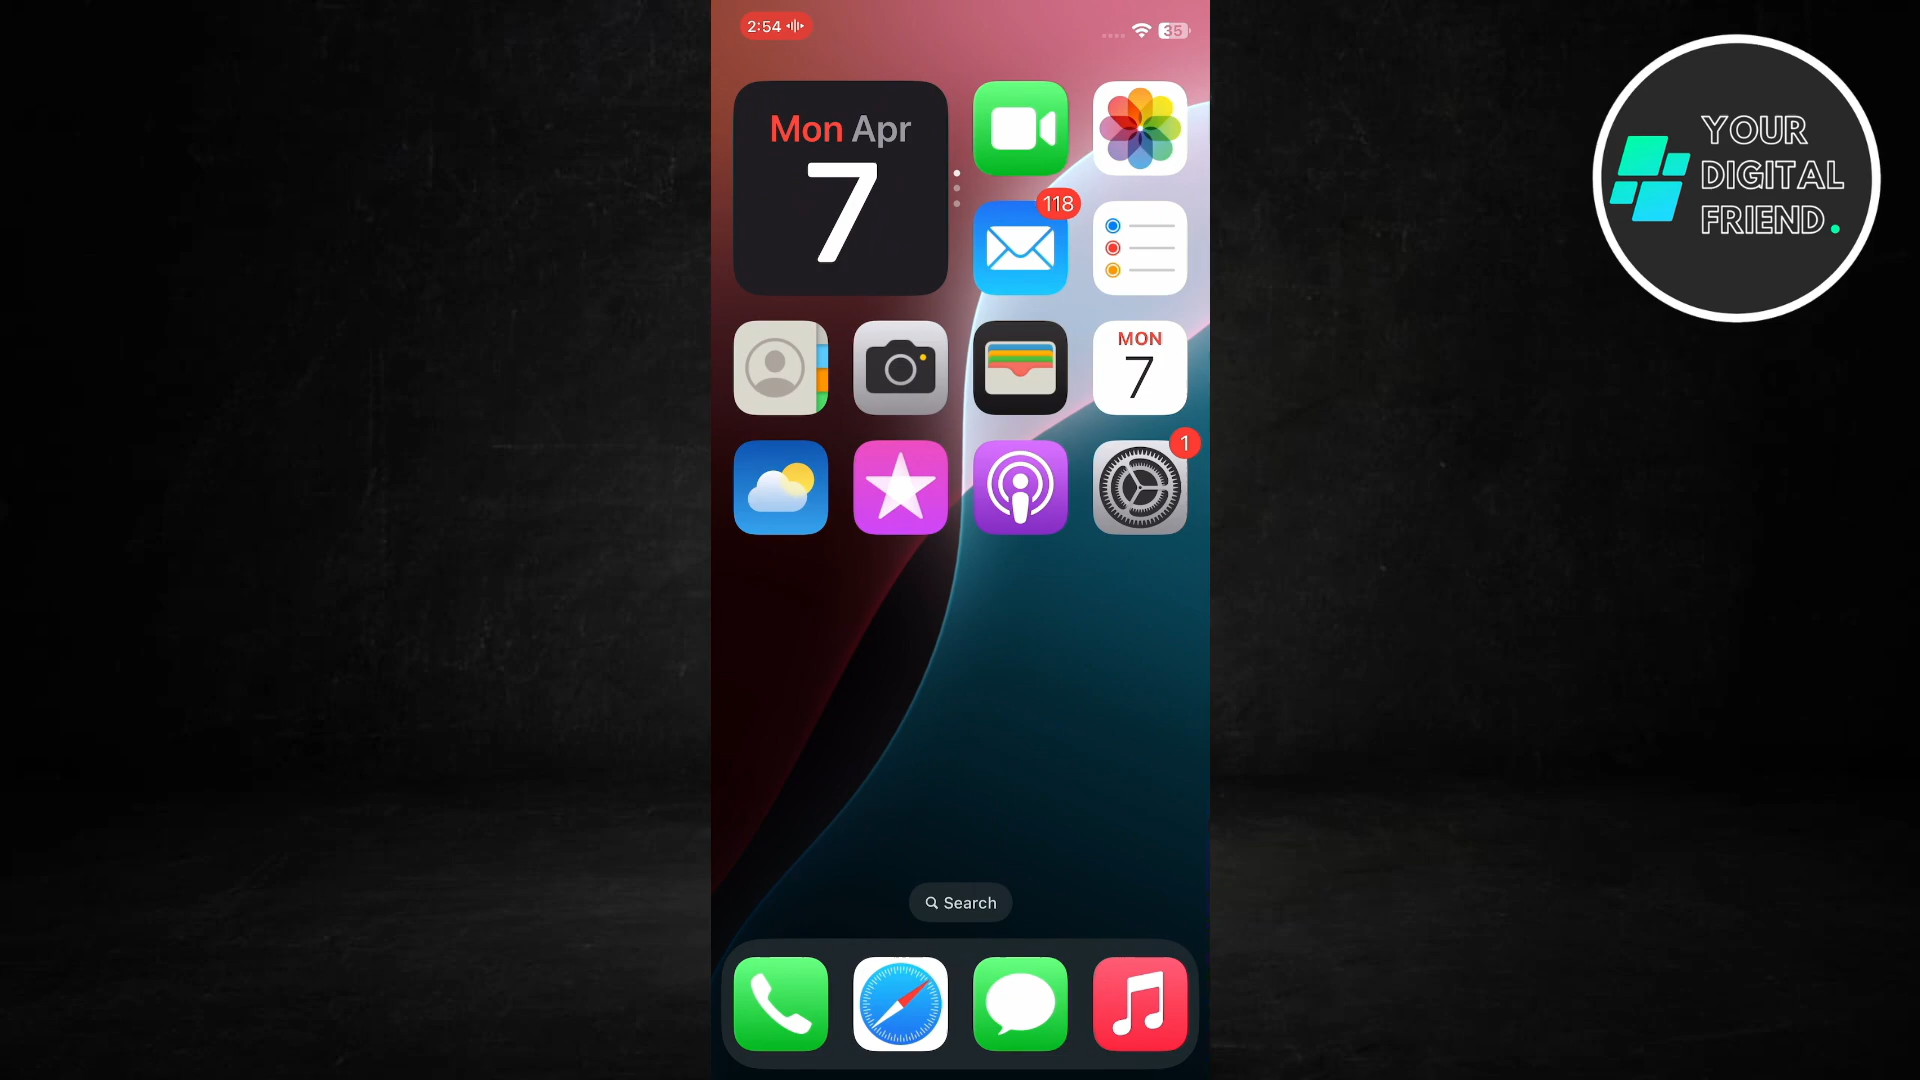 2:54
35
Mon Apr
7
118
MON
7
1
Search
YOUR
DIGITAL
FRIEND.